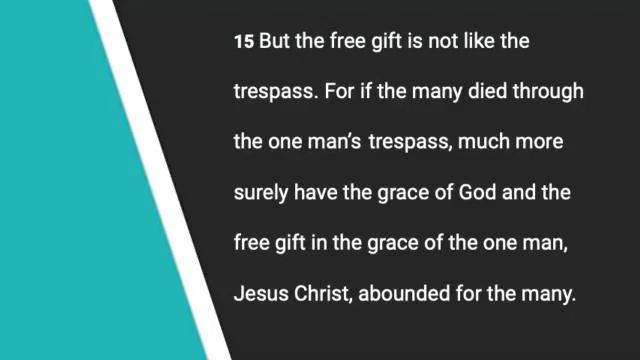 15 But the free gift is not like the
trespass. For if the many died through
the one man’s trespass, much more
surely have the grace of God and the
free gift in the grace of the one man,
Jesus Christ, abounded for the many.